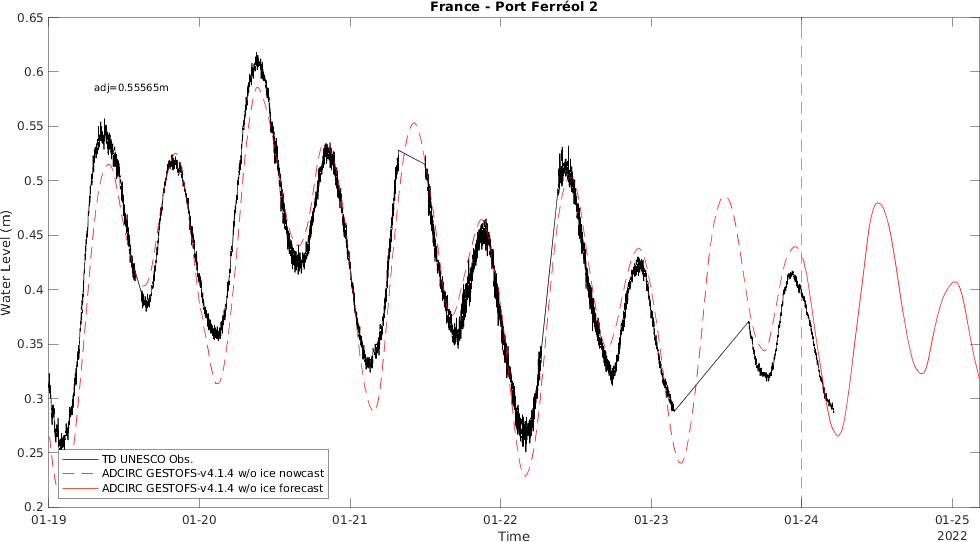 France - Port Ferréol 2
0.65
0.6
0.55
0.5
0.45
0.4
0.35
0.3
0.25
0.2
Water Level (m)
adj=0.55565m
TD UNESCO Obs.
ADCIRC GESTOFS-v4.1.4 w/o ice nowcast
ADCIRC GESTOFS-v4.1.4 w/o ice forecast
01-19 01-20 01-21 01-22 01-23 01-24 01-25
Time
2022